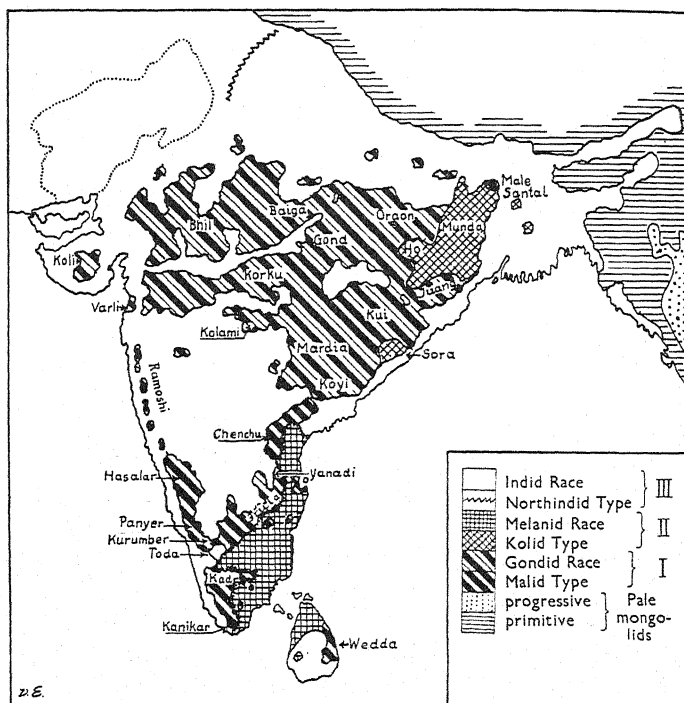 Male
Santal
Bhil
Baiga
Oraon
Munda
Ho
Gond
Koli
Korku
Juang
Varli
Kui
Kolami
Sora
Mardia
Ramoshi
Koyi
Chenchu
Hasalar
Yanadi
Panyer
Kurumber
Toda
Kad
Kanikar
Wedda
v.E.
Indid Race
Northindid Type
III
Melanid Race
Kolid Type
II
Gondid Race
Malid Type
I
progressive
primitive
Pale
mongo-
lids